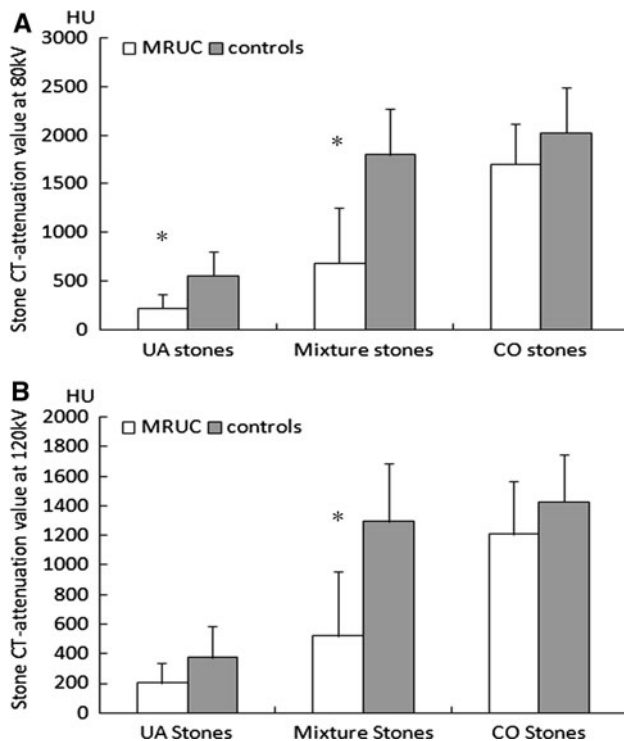 A
HU
Stone CT-attenuation value at 80kV
MRUC controls
3000
2500
2000
1500
1000
500
0
*
*
UA stones Mixture stones CO stones
B
HU
Stone CT-attenuation value at 120kV
MRUC controls
2000
1800
1600
1400
1200
1000
800
600
400
200
0
*
UA Stones Mixture Stones CO Stones